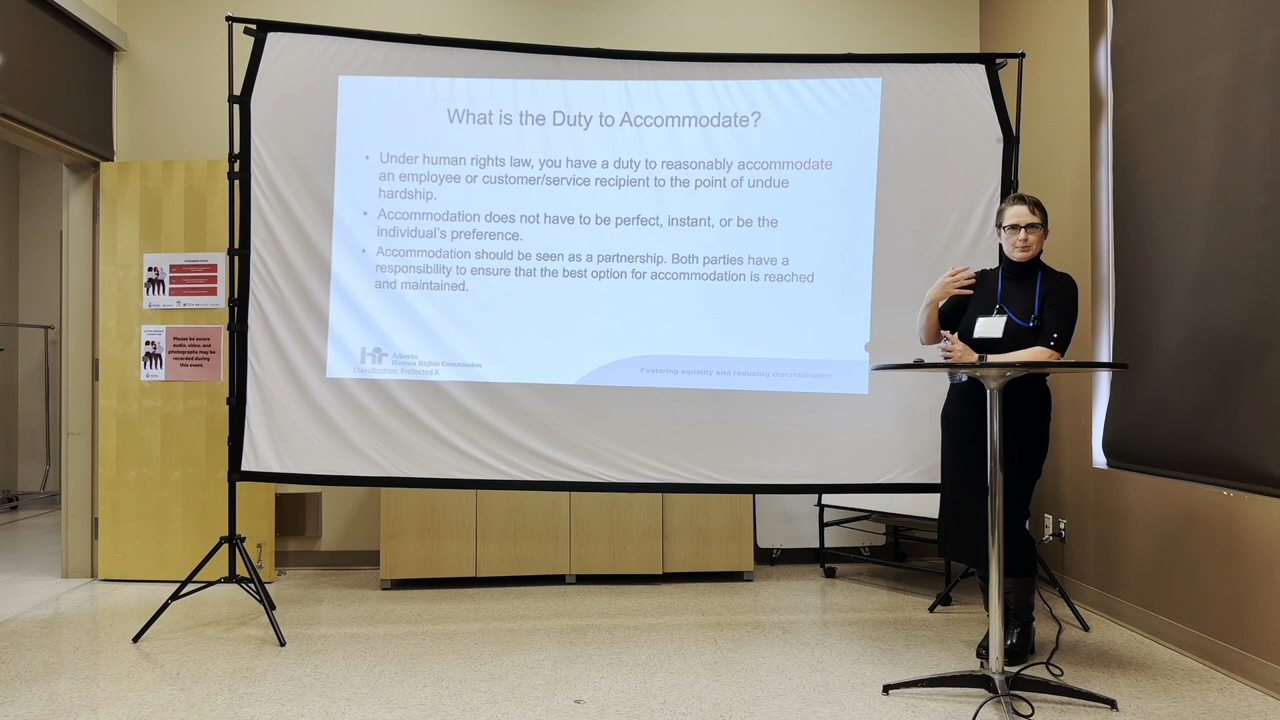 What is the Duty to Accommodate?
• Under human rights law, you have a duty to reasonably accommodate
an employee or customer/service recipient to the point of undue
hardship.
• Accommodation does not have to be perfect, instant, or be the
individual's preference.
• Accommodation should be seen as a partnership. Both parties have a
responsibility to ensure that the best option for accommodation is reached
and maintained.
hr Alberta
Human Rights Commission
Classification: Protected A
Fostering equality and reducing discrimination
Please be aware
audio, video, and
photographs may be
recorded during
this event.